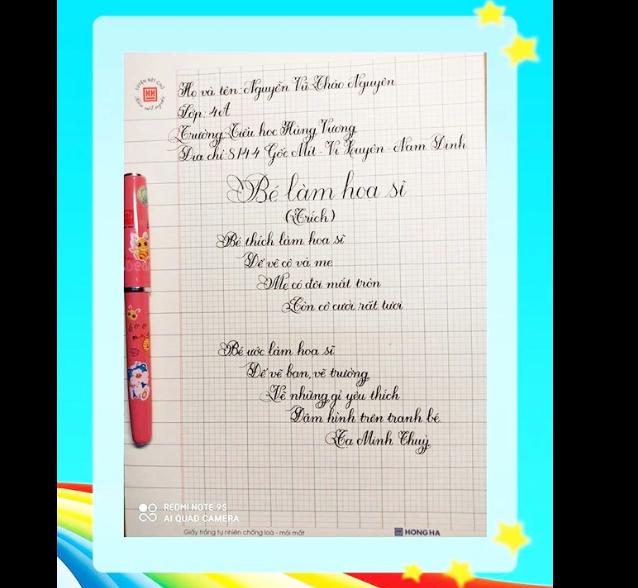 Họ và tên: Nguyễn Vũ Thảo Nguyên
Lớp: 4A
Trường: Tiểu học Hùng Vương
Địa chỉ: S144 Gốc Mít - Vị Xuyên - Nam Định
Bé làm họa sĩ
(Trích)
Bé thích làm họa sĩ
Để vẽ cô và mẹ
Mẹ có đôi mắt tròn
Còn cô cười rất tươi
Bé ước làm họa sĩ
Để vẽ bạn, vẽ trường
Vẽ những gì yêu thích
Đậm hình trên tranh bé.
Tạ Minh Thuỷ
REDMI NOTE 9S
AI QUAD CAMERA
Giấy trắng tự nhiên chống loá - mỏi mắt
HONG HA